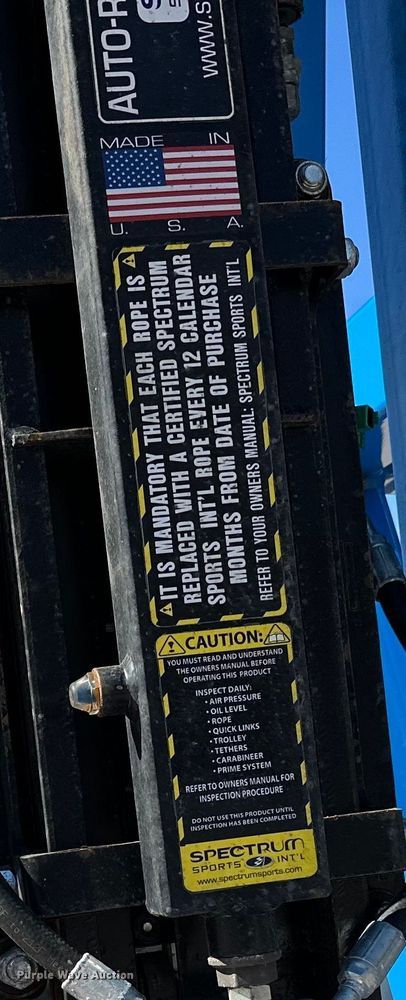 AUTO-R
www.s
MADE IN
U. S. A.
IT IS MANDATORY THAT EACH ROPE IS
REPLACED WITH A CERTIFIED SPECTRUM
SPORTS INT'L ROPE EVERY 12 CALENDAR
MONTHS FROM DATE OF PURCHASE
REFER TO YOUR OWNERS MANUAL: SPECTRUM SPORTS INT'L
CAUTION:
YOU MUST READ AND UNDERSTAND
THE OWNERS MANUAL BEFORE
OPERATING THIS PRODUCT
INSPECT DAILY:
• AIR PRESSURE
• OIL LEVEL
• ROPE
• QUICK LINKS
• TROLLEY
• TETHERS
• CARABINEER
• PRIME SYSTEM
REFER TO OWNERS MANUAL FOR
INSPECTION PROCEDURE
DO NOT USE THIS PRODUCT UNTIL
INSPECTION HAS BEEN COMPLETED
SPECTRUM
SPORTS INT'L
www.spectrumsports.com
Purple Wave Auction